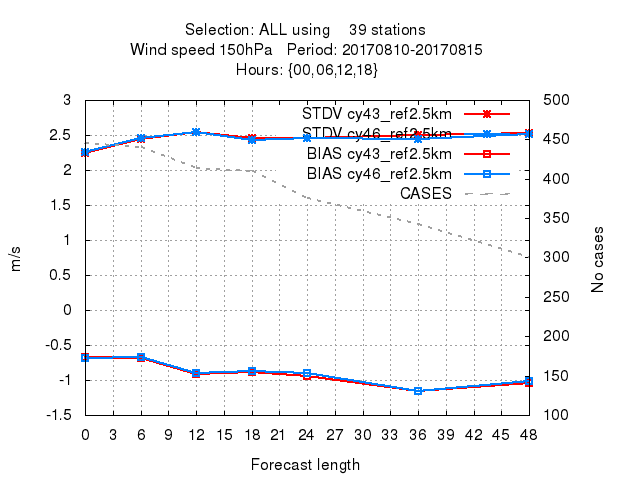 Selection: ALL using 39 stations
Wind speed 150hPa Period: 20170810-20170815
Hours: {00,06,12,18}
STDV cy43_ref2.5km
STDV cy46_ref2.5km
BIAS cy43_ref2.5km
BIAS cy46_ref2.5km
CASES
3
2.5
2
1.5
1
0.5
0
-0.5
-1
-1.5
m/s
500
450
400
350
300
250
200
150
100
No cases
0 3 6 9 12 15 18 21 24 27 30 33 36 39 42 45 48
Forecast length